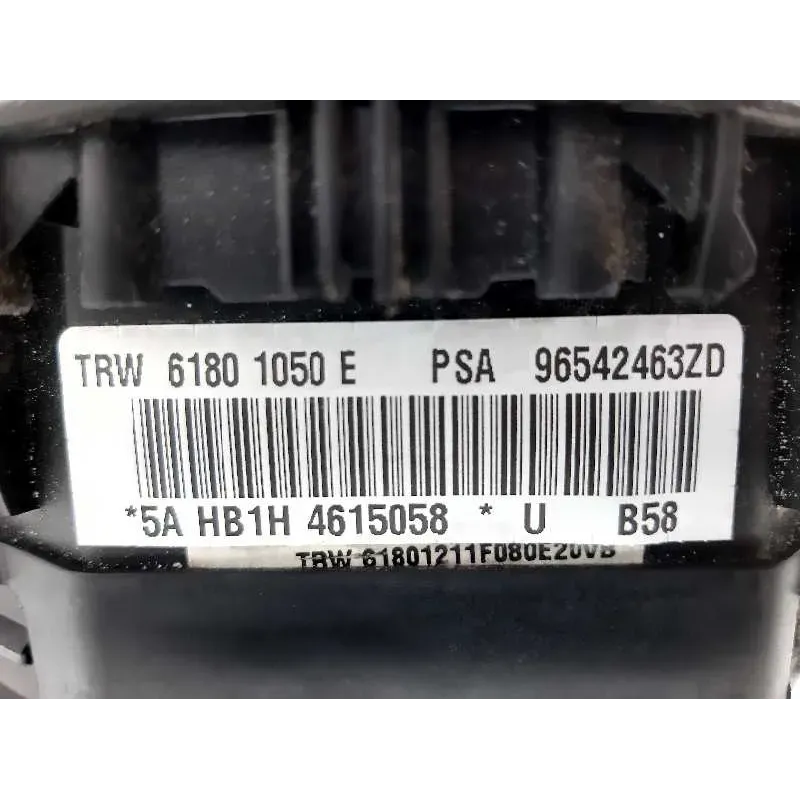 TRW 6180 1050 E PSA 96542463ZD
*5A HB1H 4615058 * U B58
TRW 61801211F080E20VB